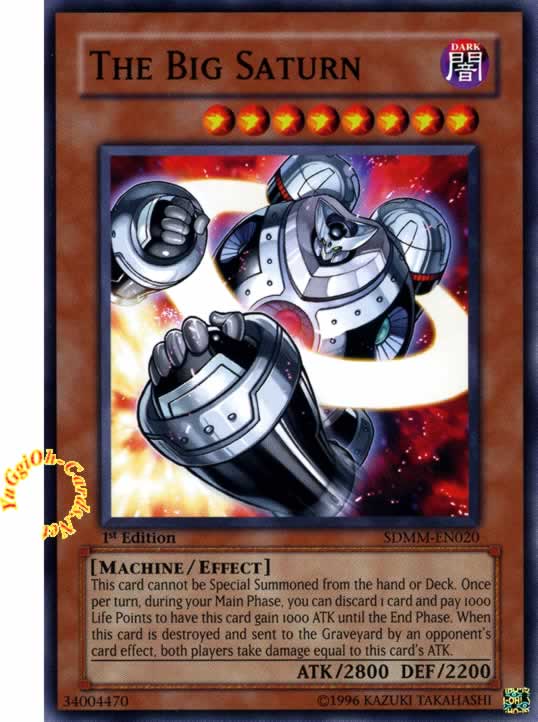 THE BIG SATURN
DARK
闇
YuGgiOh-Cards.Net
1st Edition
SDMM-EN020
[MACHINE/EFFECT]
This card cannot be Special Summoned from the hand or Deck. Once
per turn, during your Main Phase, you can discard 1 card and pay 1000
Life Points to have this card gain 1000 ATK until the End Phase. When
this card is destroyed and sent to the Graveyard by an opponent's
card effect, both players take damage equal to this card's ATK.
ATK/2800 DEF/2200
34004470
©1996 KAZUKI TAKAHASHI